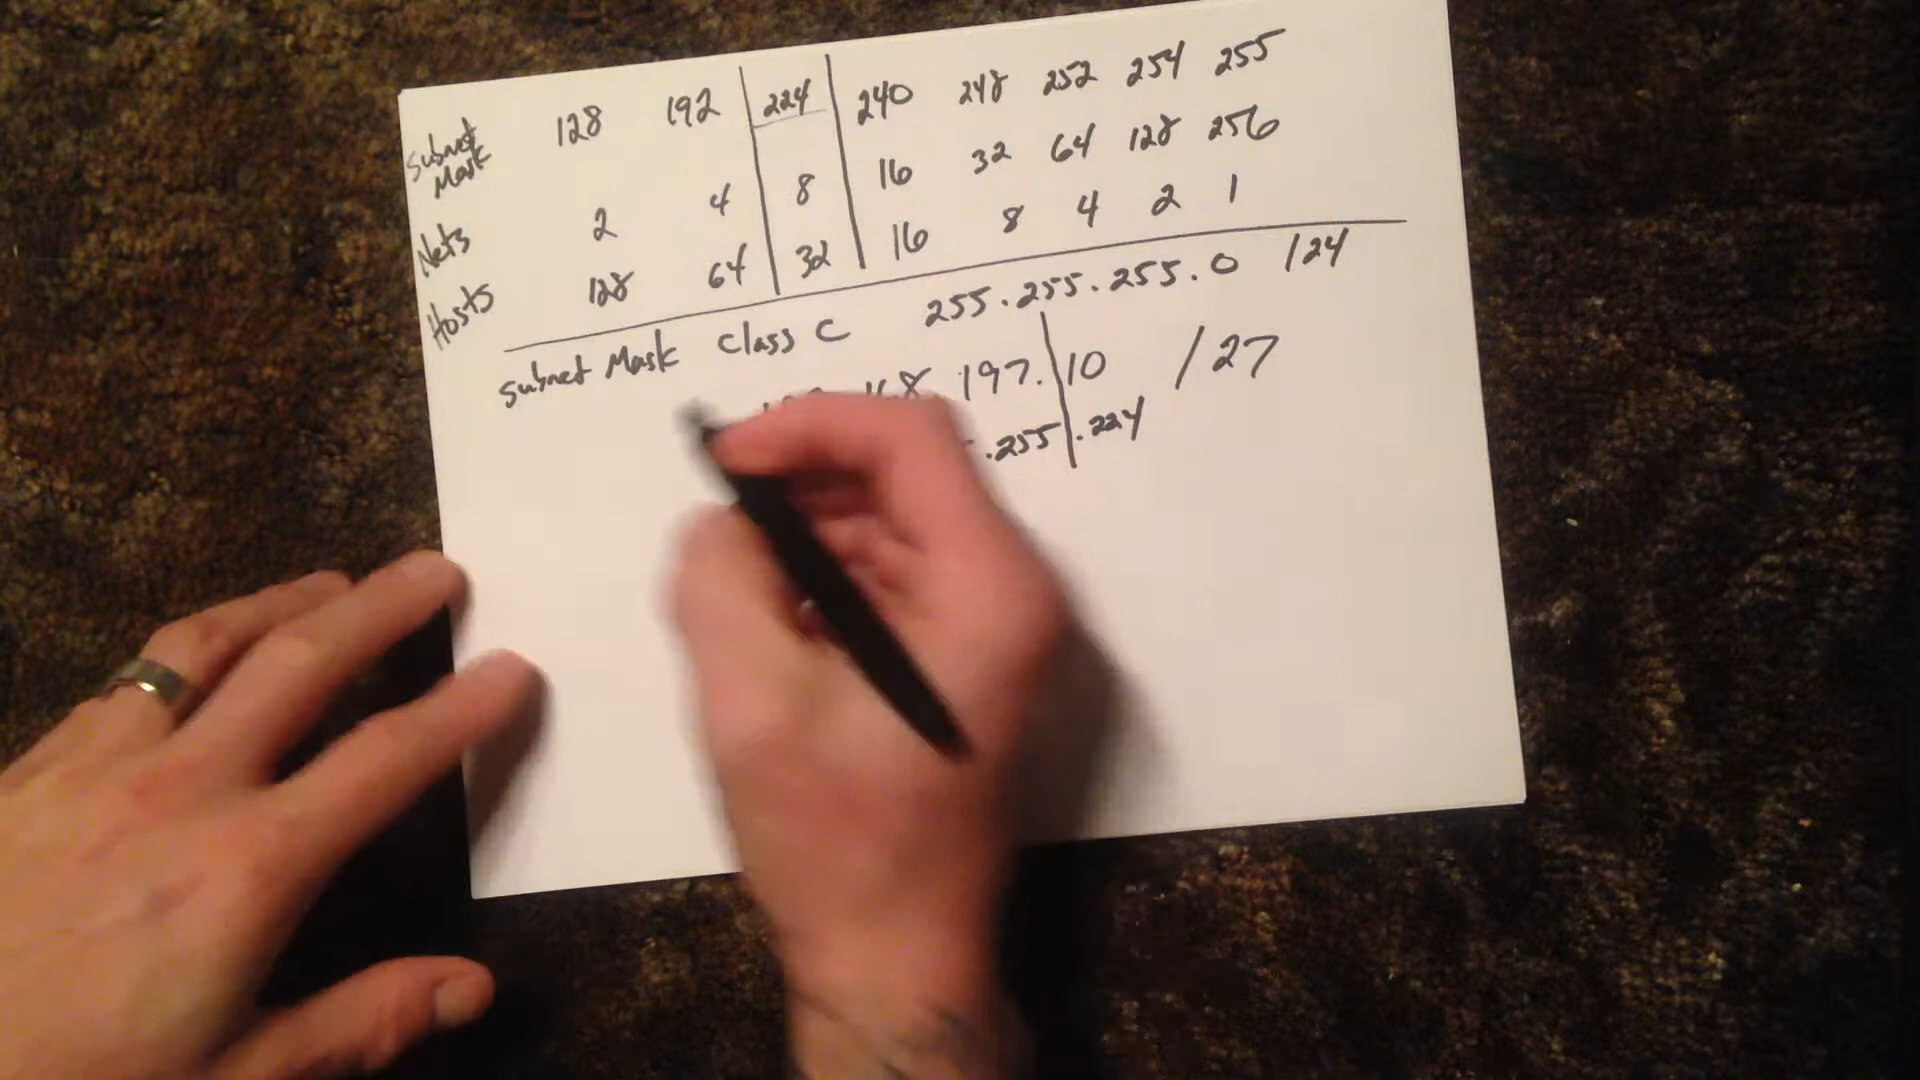 Subnet Mask 128 192 224 240 248 252 254 255
Nets 2 4 8 16 32 64 128 256
Hosts 128 64 32 16 8 4 2 1
Subnet Mask Class C 255.255.255.0 /24
197. 10 /27
.255 .224